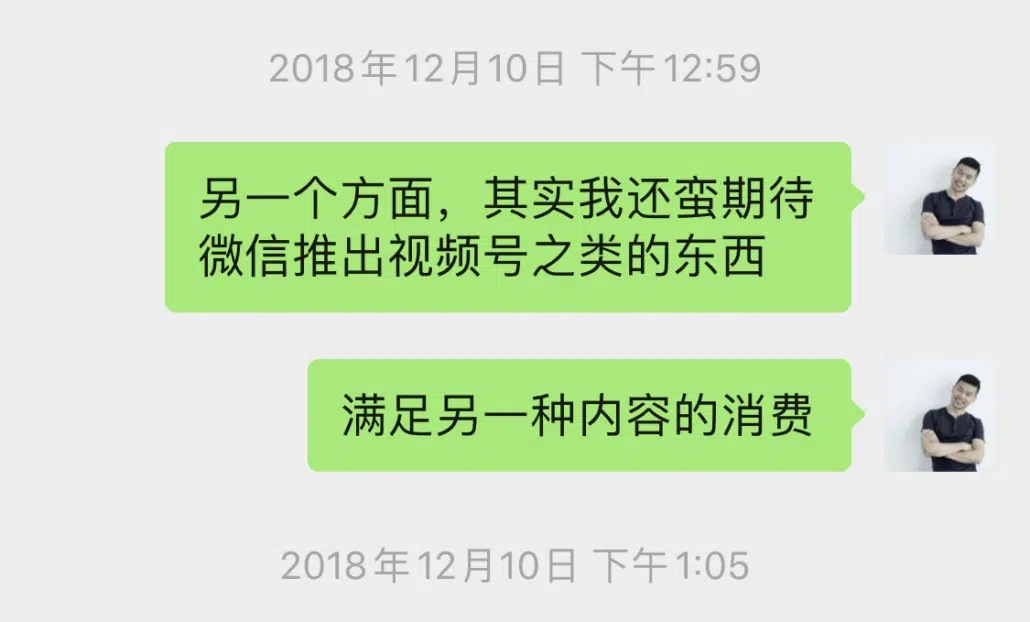 2018年12月10日 下午12:59
另一个方面，其实我还蛮期待
微信推出视频号之类的东西
满足另一种内容的消费
2018年12月10日 下午1:05